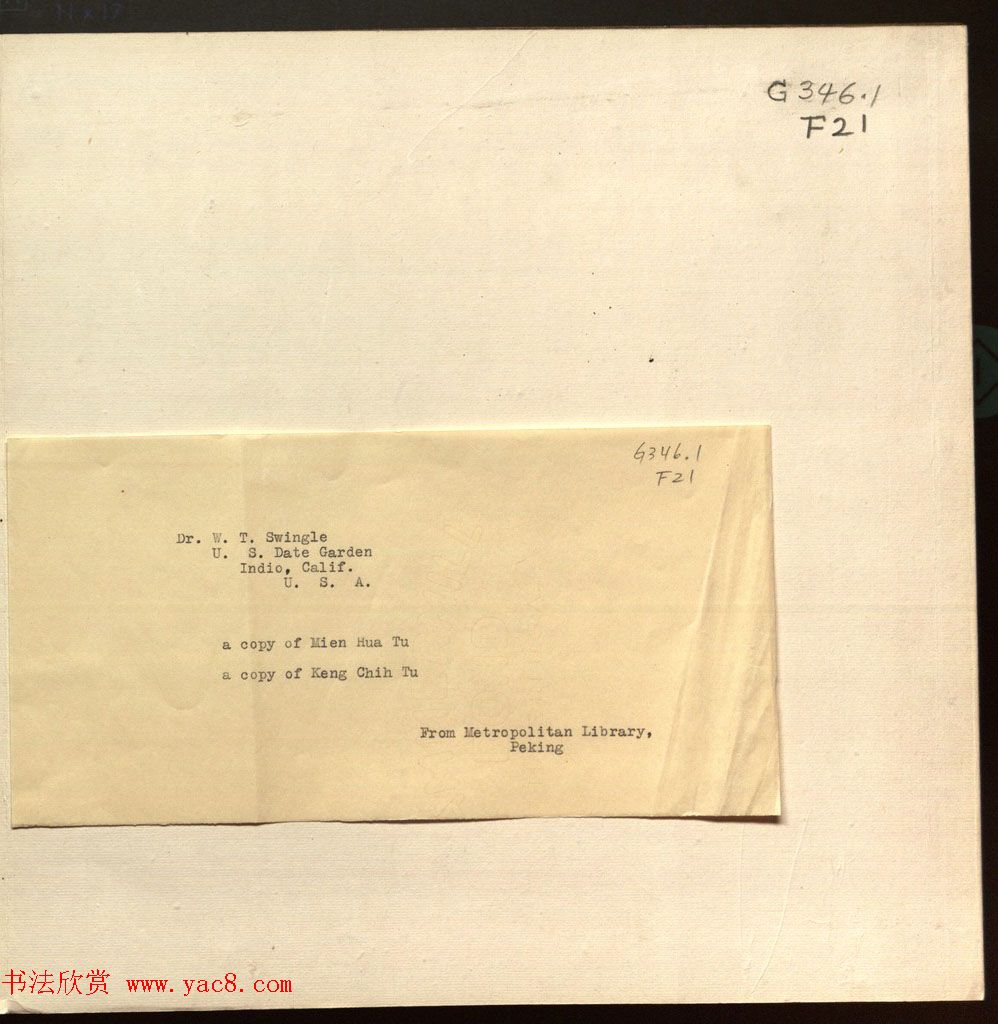 G 346.1
F21
G346.1
F21
Dr. W. T. Swingle
U. S. Date Garden
Indio, Calif.
U. S. A.
a copy of Mien Hua Tu
a copy of Keng Chih Tu
From Metropolitan Library,
Peking
书法欣赏 www.yac8.com